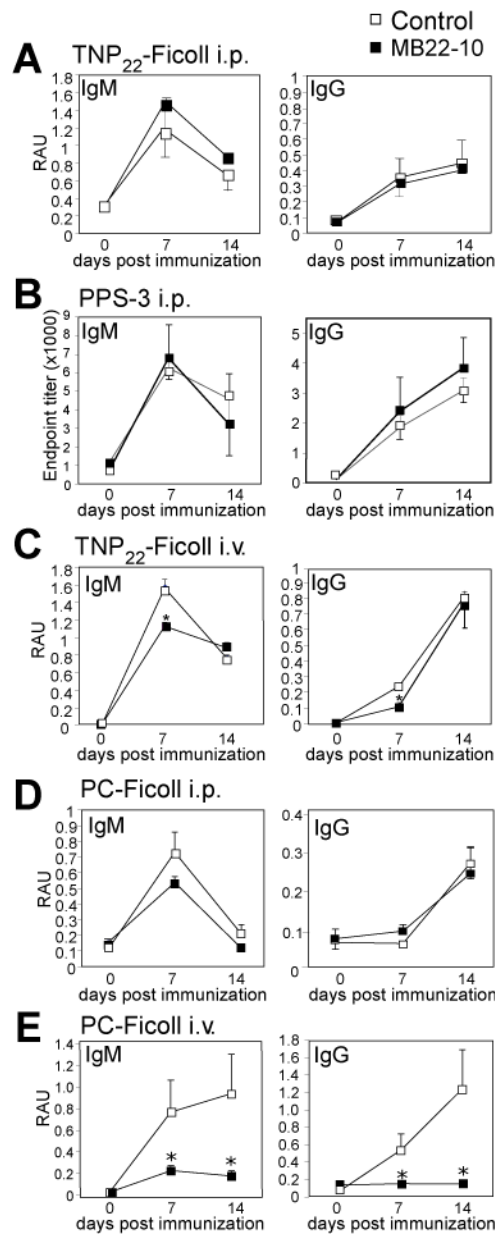 □ Control
■ MB22-10
A TNP22-Ficoll i.p.
IgM
IgG
RAU
1.8
1.6
1.4
1.2
1
0.8
0.6
0.4
0.2
0
1
0.9
0.8
0.7
0.6
0.5
0.4
0.3
0.2
0.1
0
0 7 14
0 7 14
days post immunization
days post immunization
B PPS-3 i.p.
IgM
IgG
Endpoint titer (x1000)
9
8
7
6
5
4
3
2
1
0
5
4
3
2
1
0
0 7 14
0 7 14
days post immunization
days post immunization
C TNP22-Ficoll i.v.
IgM
IgG
RAU
1.8
1.6
1.4
1.2
1
0.8
0.6
0.4
0.2
0
0.9
0.8
0.7
0.6
0.5
0.4
0.3
0.2
0.1
0
*
*
0 7 14
0 7 14
days post immunization
days post immunization
D PC-Ficoll i.p.
IgM
IgG
RAU
1
0.9
0.8
0.7
0.6
0.5
0.4
0.3
0.2
0.1
0
0.4
0.3
0.2
0.1
0
0 7 14
0 7 14
days post immunization
days post immunization
E PC-Ficoll i.v.
IgM
IgG
RAU
1.4
1.2
1.0
0.8
0.6
0.4
0.2
0
1.8
1.6
1.4
1.2
1.0
0.8
0.6
0.4
0.2
0
* *
* *
0 7 14
0 7 14
days post immunization
days post immunization